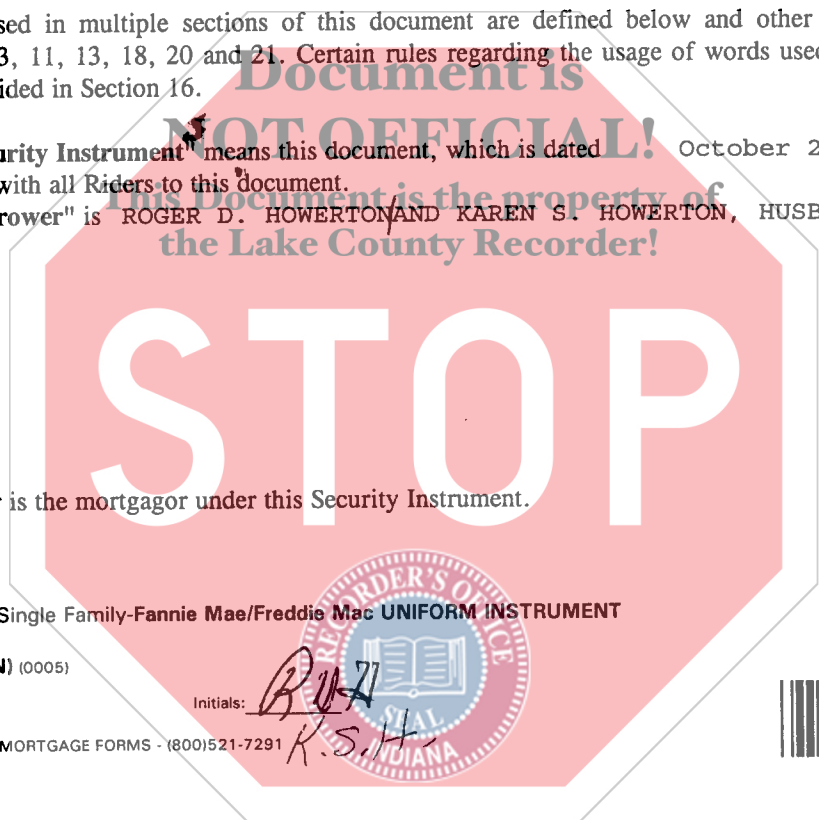 sed in multiple sections of this document are defined below and other
3, 11, 13, 18, 20 and 21. Certain rules regarding the usage of words used
ided in Section 16.
Document is
NOT OFFICIAL!
urity Instrument" means this document, which is dated October 2
with all Riders to this document.
This Document is the property of
rower" is ROGER D. HOWERTON/AND KAREN S. HOWERTON, HUSB
the Lake County Recorder!
STOP
is the mortgagor under this Security Instrument.
Single Family-Fannie Mae/Freddie Mac UNIFORM INSTRUMENT
(0005)
RECORDER'S OFFICE
SEAL
INDIANA
Initials:
K.S.H.
MORTGAGE FORMS - (800)521-7291